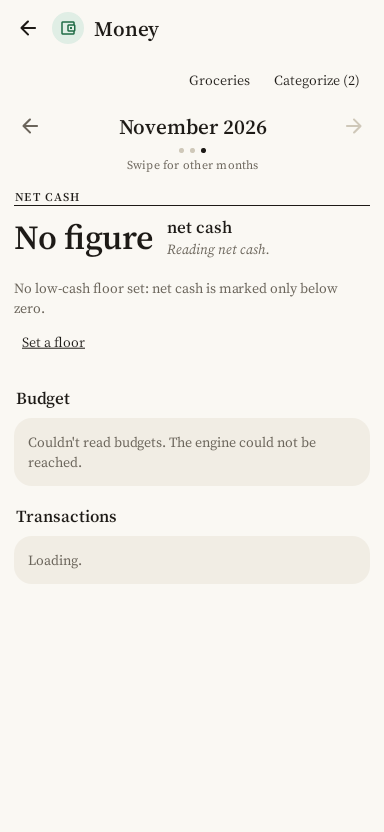 Money
Groceries
Categorize (2)
November 2026
Swipe for other months
NET CASH
No figure
net cash
Reading net cash.
No low-cash floor set: net cash is marked only below
zero.
Set a floor
Budget
Couldn't read budgets. The engine could not be
reached.
Transactions
Loading.